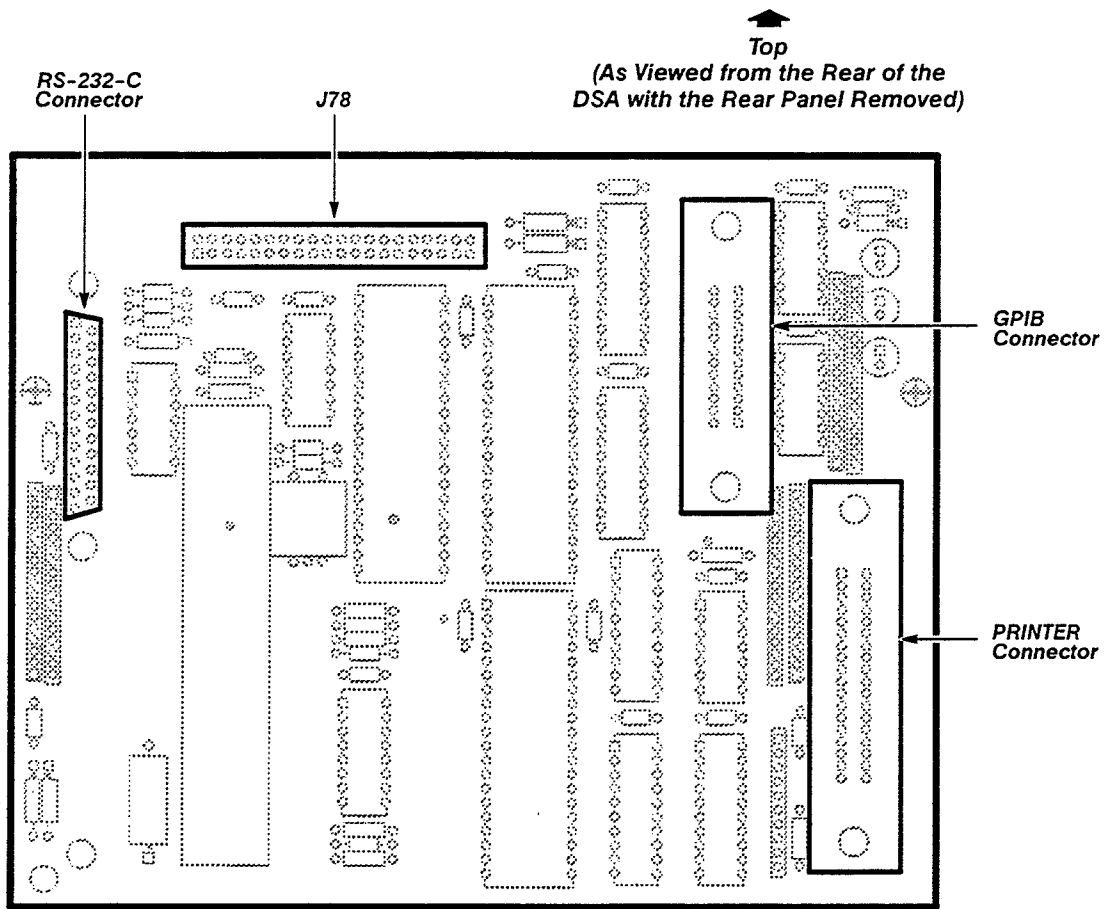 Top
(As Viewed from the Rear of the
DSA with the Rear Panel Removed)
RS-232-C
Connector
J78
GPIB
Connector
PRINTER
Connector